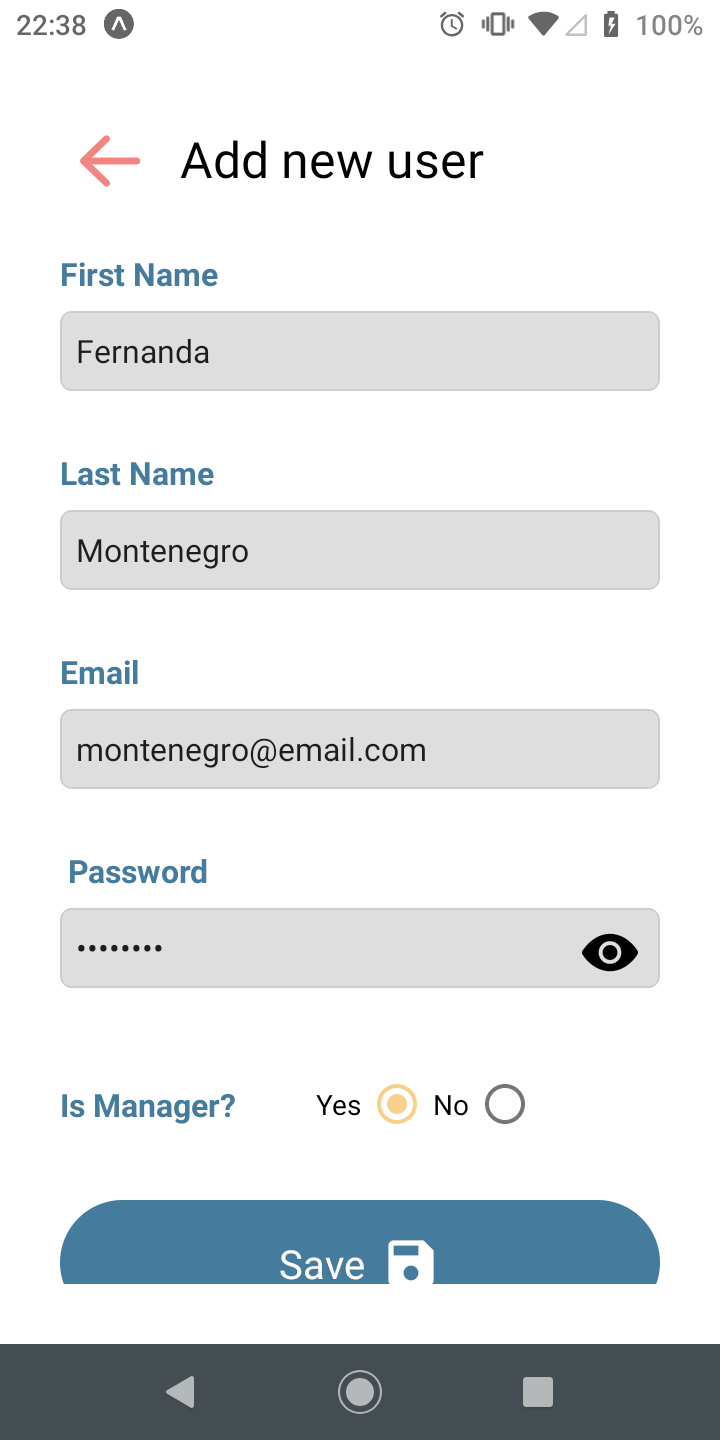 22:38 100%
Add new user
First Name
Fernanda
Last Name
Montenegro
Email
montenegro@email.com
Password
••••••••
Is Manager? Yes No
Save